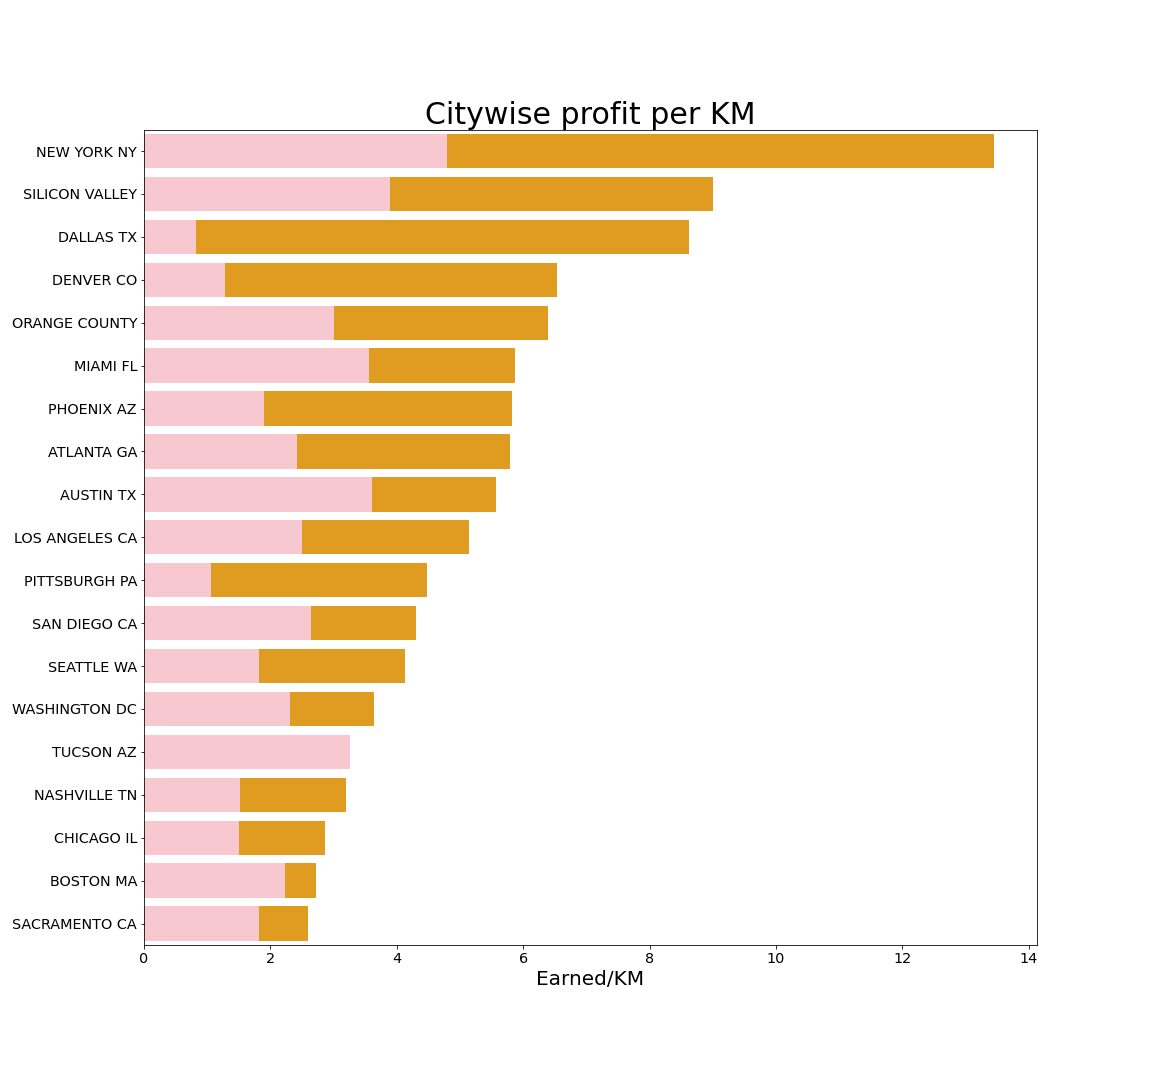 Citywise profit per KM
NEW YORK NY
SILICON VALLEY
DALLAS TX
DENVER CO
ORANGE COUNTY
MIAMI FL
PHOENIX AZ
ATLANTA GA
AUSTIN TX
LOS ANGELES CA
PITTSBURGH PA
SAN DIEGO CA
SEATTLE WA
WASHINGTON DC
TUCSON AZ
NASHVILLE TN
CHICAGO IL
BOSTON MA
SACRAMENTO CA
0 2 4 6 8 10 12 14
Earned/KM